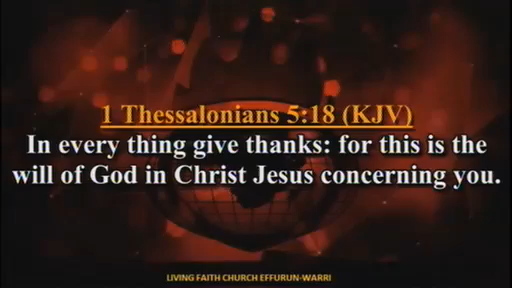 1 Thessalonians 5:18 (KJV)
In every thing give thanks: for this is the
will of God in Christ Jesus concerning you.
LIVING FAITH CHURCH EFFURUN-WARRI